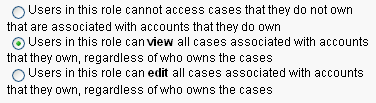 Users in this role cannot access cases that they do not own
that are associated with accounts that they do own
Users in this role can view all cases associated with accounts
that they own, regardless of who owns the cases
Users in this role can edit all cases associated with accounts
that they own, regardless of who owns the cases